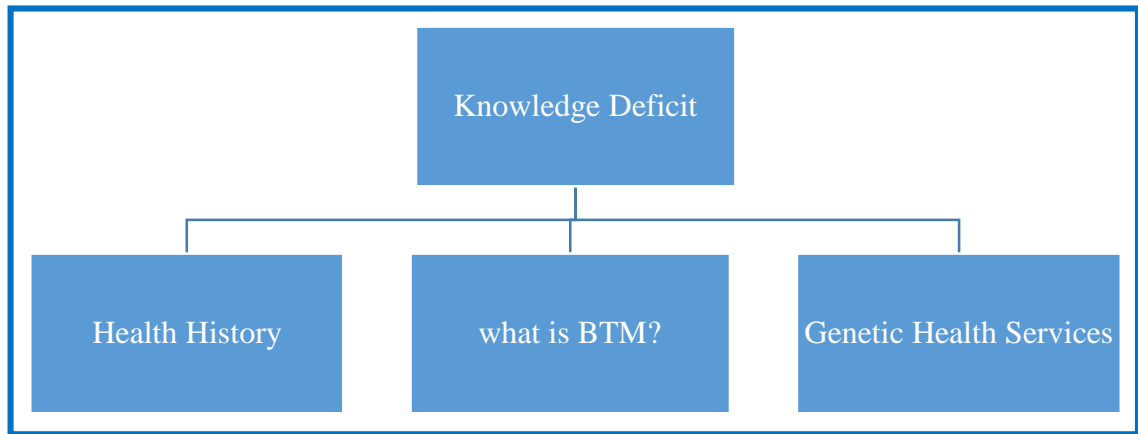 Knowledge Deficit
Health History
what is BTM?
Genetic Health Services